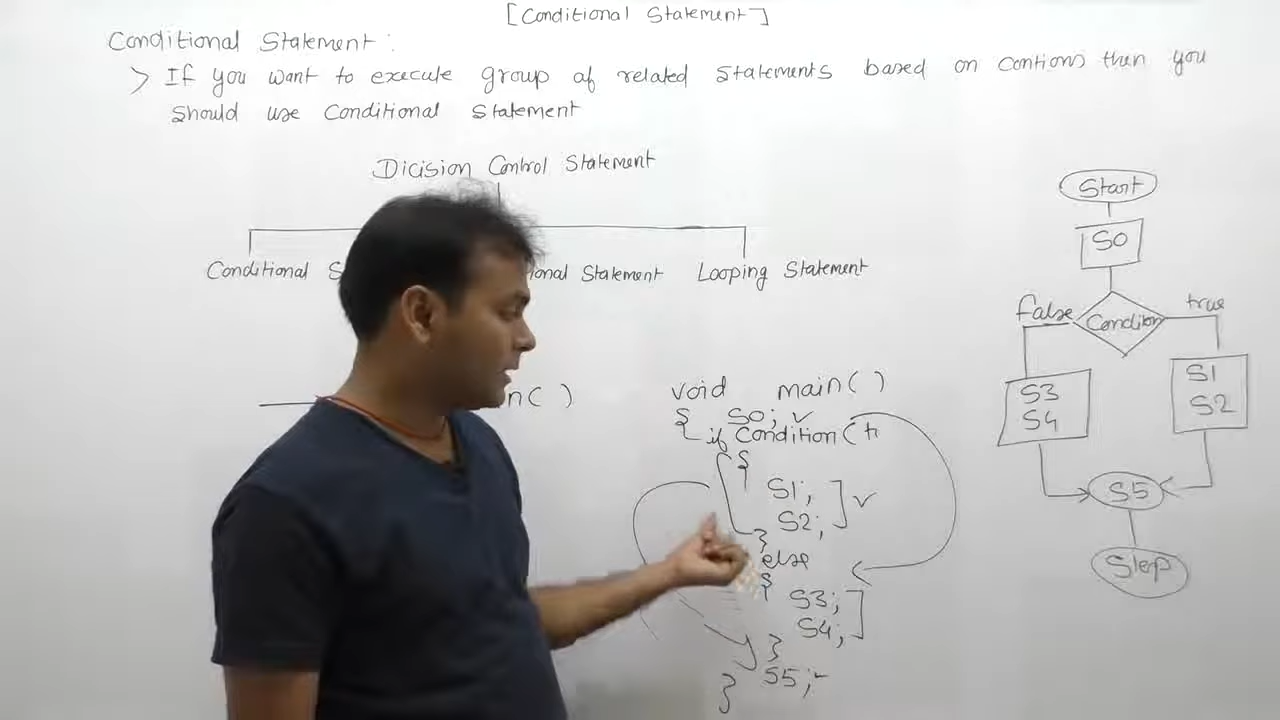 [Conditional Statement]
Conditional Statement:
> If you want to execute group of related statements based on contions then you
should use Conditional Statement
Dicision Control Statement
Conditional S ional Statement Looping Statement
n( )
void main( )
{ S0;
if Condition(
{
S1;
S2;
}
else
{
S3;
S4;
}
S5;
}
Start
S0
false Condition true
S3
S4
S1
S2
S5
Stop